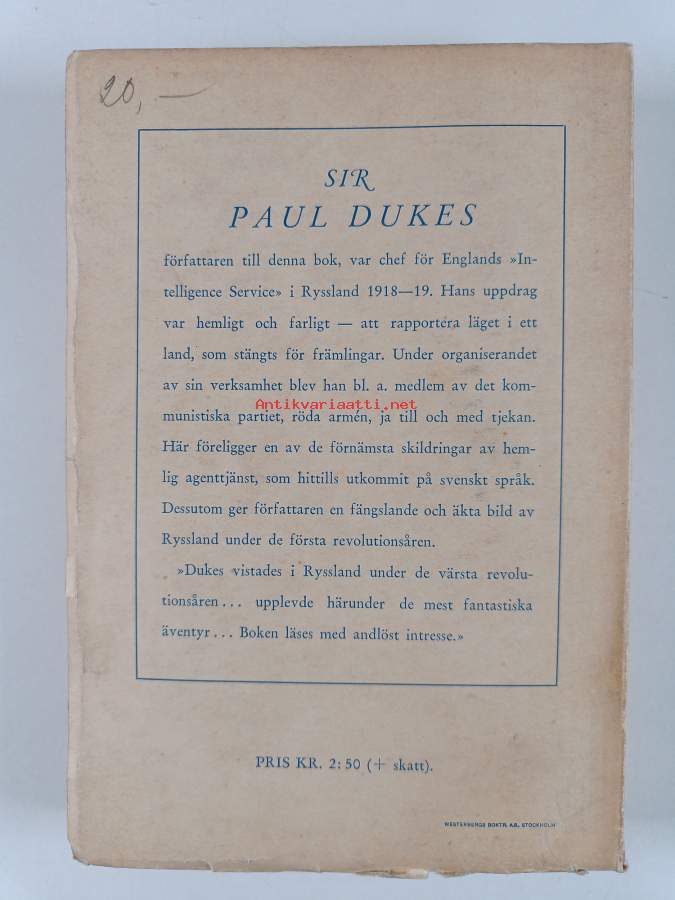 20,—
SIR
PAUL DUKES
författaren till denna bok, var chef för Englands »In-
telligence Service» i Ryssland 1918—19. Hans uppdrag
var hemligt och farligt — att rapportera läget i ett
land, som stängts för främlingar. Under organiserandet
av sin verksamhet blev han bl. a. medlem av det kom-
Antikvariaatti.net
munistiska partiet, röda armén, ja till och med tjekan.
Här föreligger en av de förnämsta skildringar av hem-
lig agenttjänst, som hittills utkommit på svenskt språk.
Dessutom ger författaren en fängslande och äkta bild av
Ryssland under de första revolutionsåren.
»Dukes vistades i Ryssland under de värsta revolu-
tionsåren... upplevde härunder de mest fantastiska
äventyr... Boken läses med andlöst intresse.»
PRIS KR. 2:50 (+ skatt).
WESTERBERGS BOKTR. A.B., STOCKHOLM